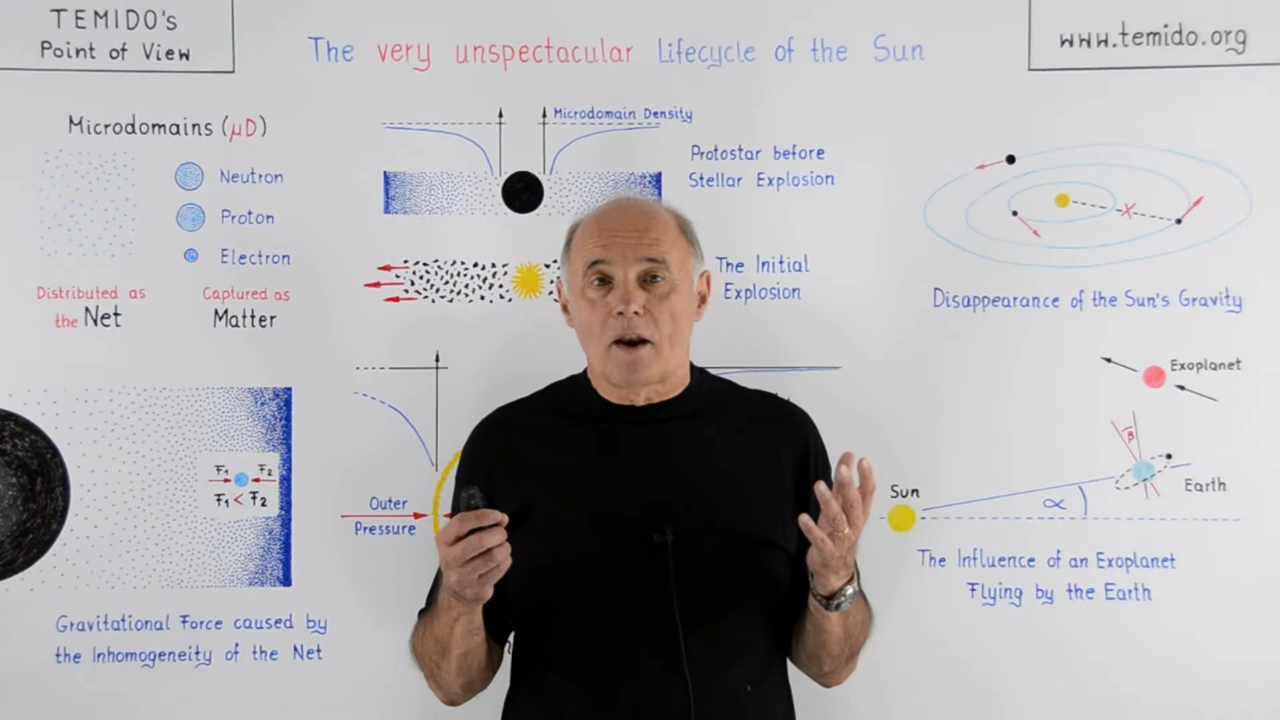 TEMIDO's
Point of View
The very unspectacular Lifecycle of the Sun
www.temido.org
Microdomains (µD)
Neutron
Proton
Electron
Distributed as
the Net
Captured as
Matter
Microdomain Density
Protostar before
Stellar Explosion
The Initial
Explosion
Outer
Pressure
F₁ F₂
F₁ < F₂
Gravitational Force caused by
the Inhomogeneity of the Net
X
Disappearance of the Sun's Gravity
Exoplanet
β
Earth
Sun
α
The Influence of an Exoplanet
Flying by the Earth